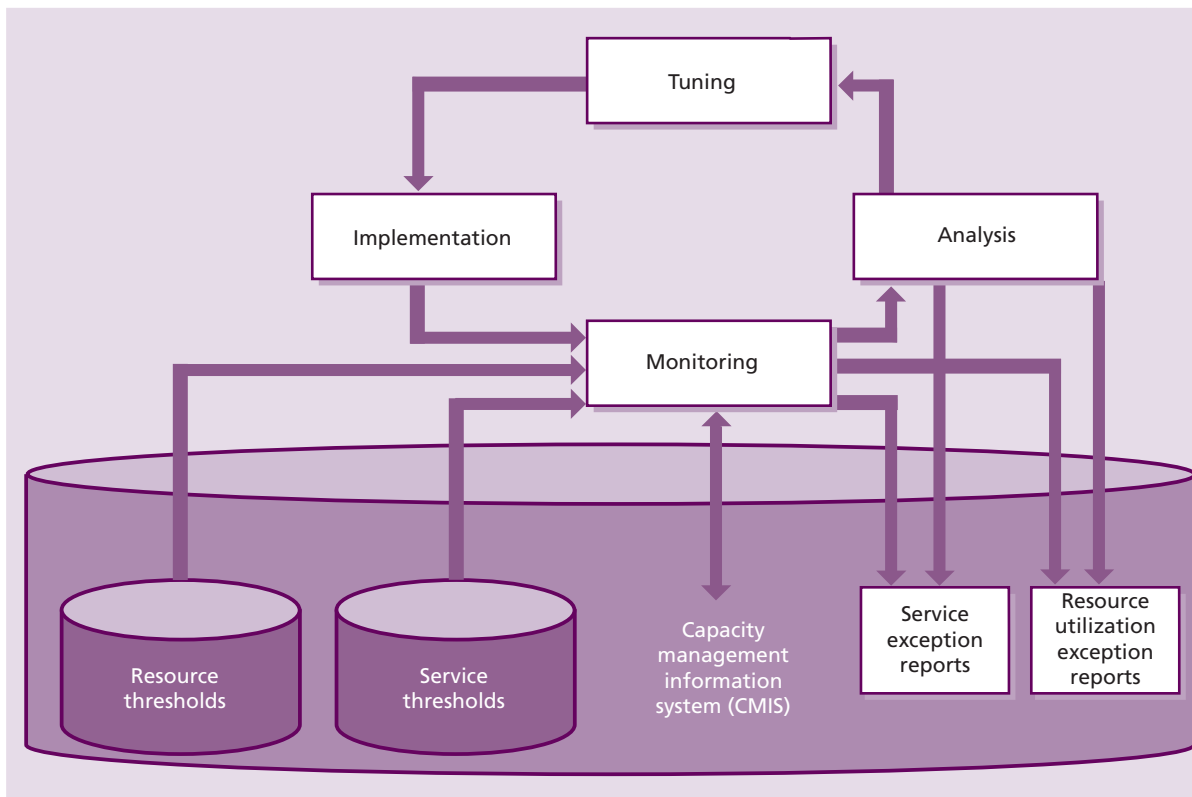 Tuning
Implementation
Analysis
Monitoring
Resource
thresholds
Service
thresholds
Capacity
management
information
system (CMIS)
Service
exception
reports
Resource
utilization
exception
reports